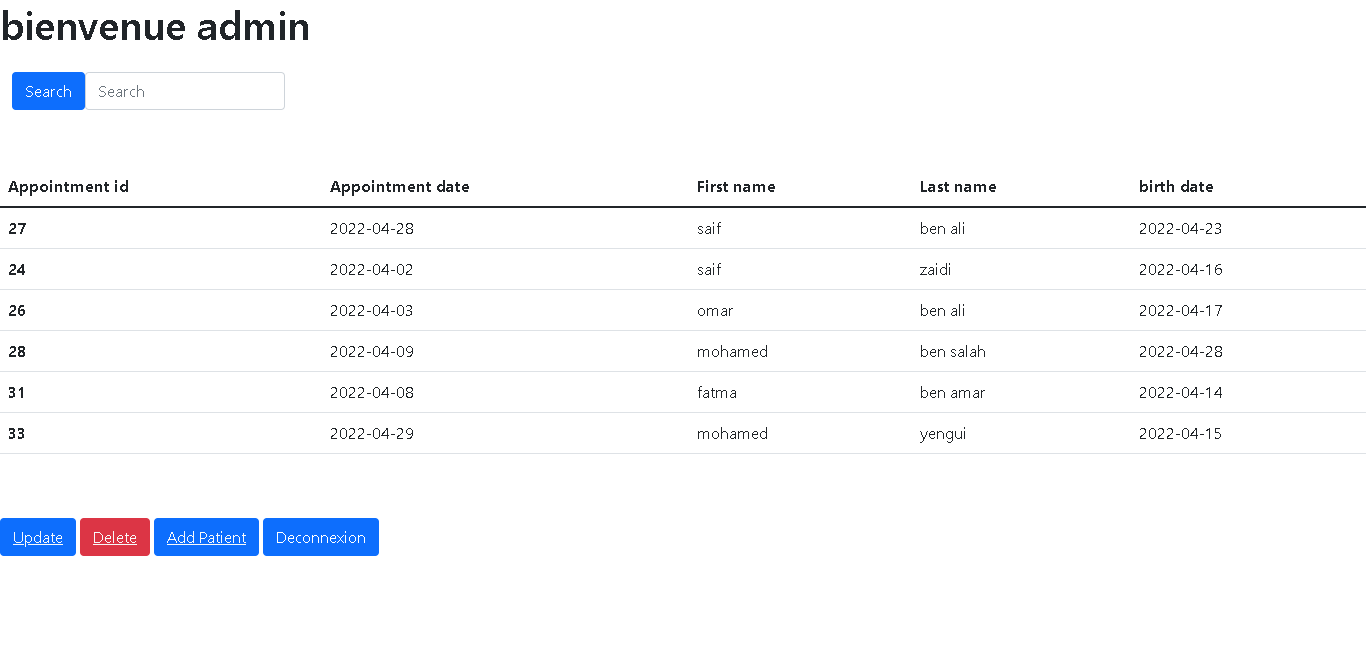 bienvenue admin
Search Search
Appointment id Appointment date First name Last name birth date
27 2022-04-28 saif ben ali 2022-04-23
24 2022-04-02 saif zaidi 2022-04-16
26 2022-04-03 omar ben ali 2022-04-17
28 2022-04-09 mohamed ben salah 2022-04-28
31 2022-04-08 fatma ben amar 2022-04-14
33 2022-04-29 mohamed yengui 2022-04-15
Update Delete Add Patient Deconnexion